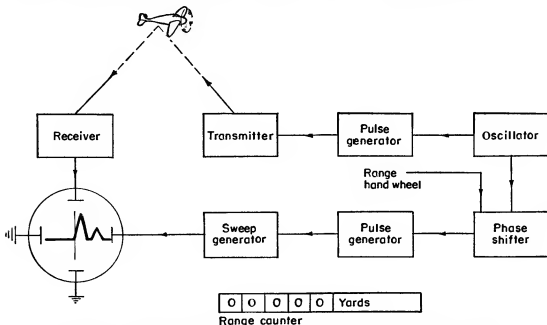 Receiver
Transmitter
Pulse
generator
Oscillator
Range
hand wheel
Sweep
generator
Pulse
generator
Phase
shifter
0 0 0 0 0 Yards
Range counter